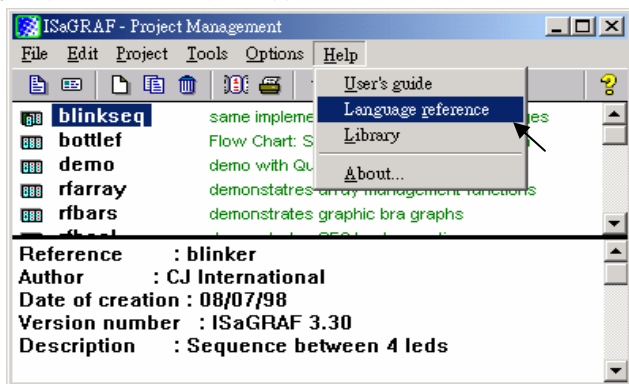 ISaGRAF - Project Management
File Edit Project Tools Options Help
User's guide
Language reference
Library
About...
blinkseq same impleme ges
bottlef Flow Chart: S
demo demo with Qu
rfarray demonstatres array management functions
rfbars demonstrates graphic bra graphs
Reference : blinker
Author : CJ International
Date of creation : 08/07/98
Version number : ISaGRAF 3.30
Description : Sequence between 4 leds